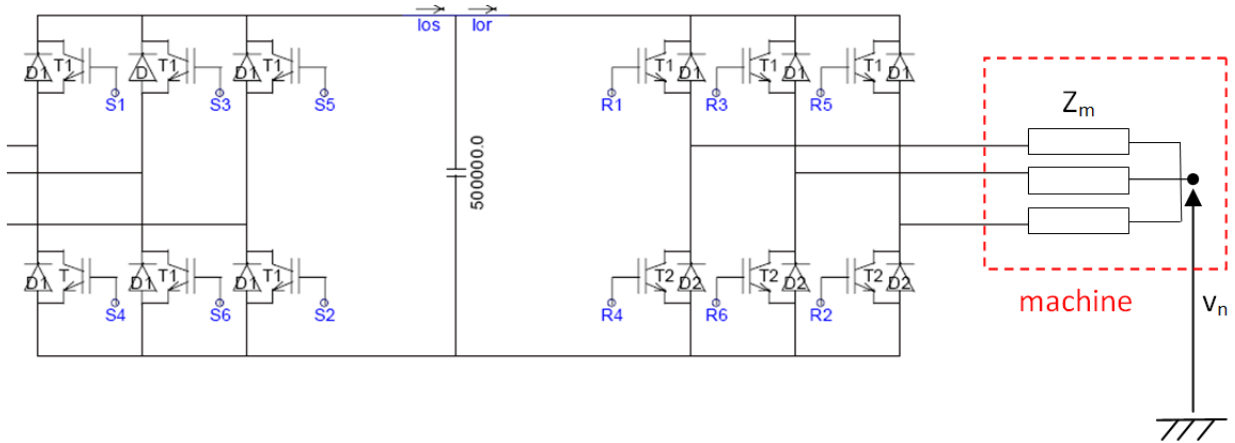 Ios Ior
D1 T1 D T1 D1 T1 T1 D1 T1 D1 T1 D1
S1 S3 S5 R1 R3 R5
Zm
500000.0
D1 T D1 T1 D1 T1 T2 D2 T2 D2 T2 D2
S4 S6 S2 R4 R6 R2
machine
vn